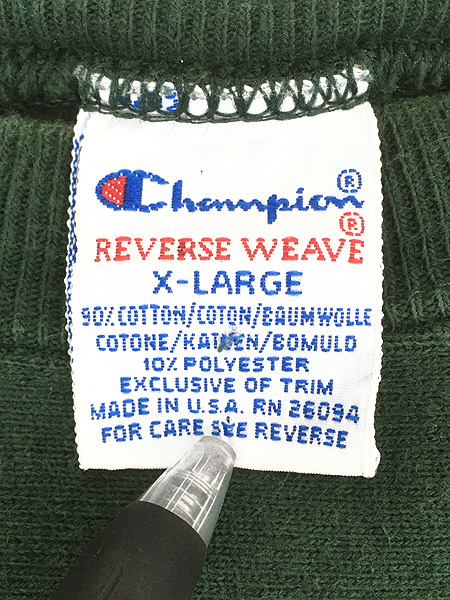 Champion®
REVERSE WEAVE®
X-LARGE
90% COTTON/COTON/BAUMWOLLE
COTONE/KATOEN/BOMULD
10% POLYESTER
EXCLUSIVE OF TRIM
MADE IN U.S.A. RN 26094
FOR CARE SEE REVERSE